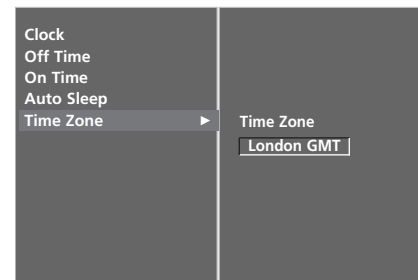 Clock
Off Time
On Time
Auto Sleep
Time Zone ►
Time Zone
London GMT